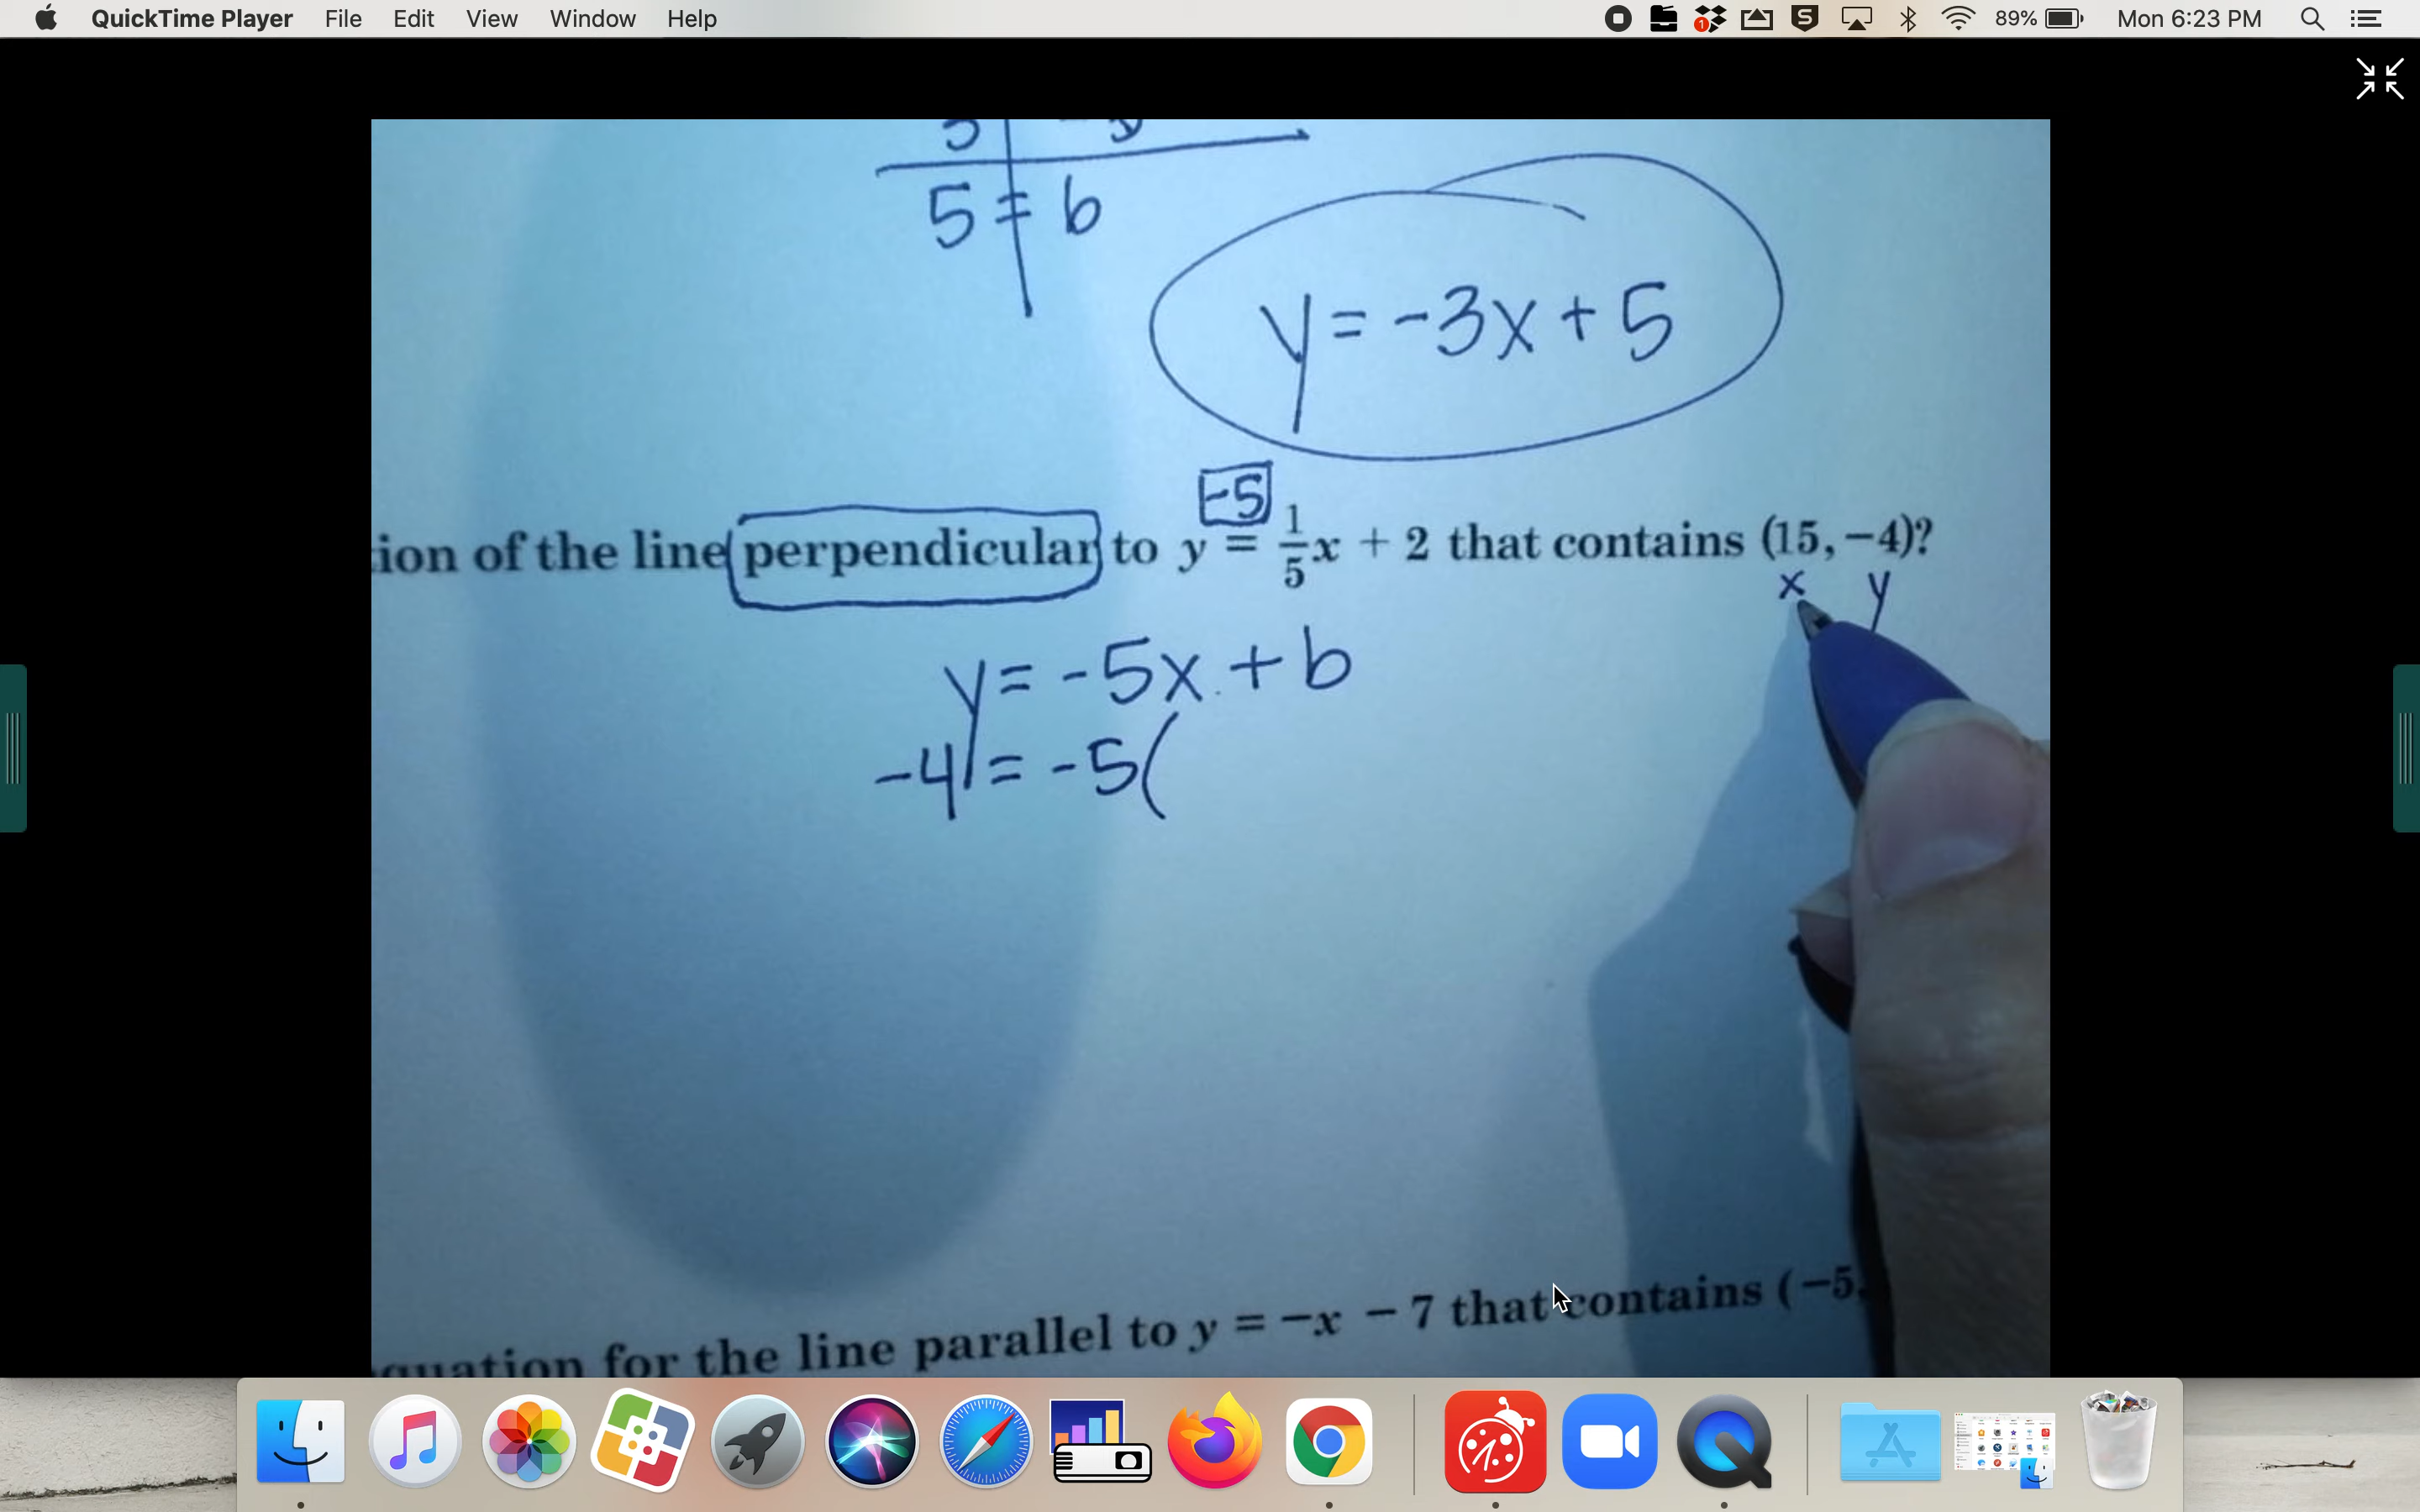 QuickTime Player File Edit View Window Help 1 S 89% Mon 6:23 PM
5 = b
y = -3x + 5
-5
ion of the line perpendicular to y = 1/5x + 2 that contains (15, −4)?
x y
y = -5x + b
-4 = -5(
equation for the line parallel to y = −x − 7 that contains (−5,